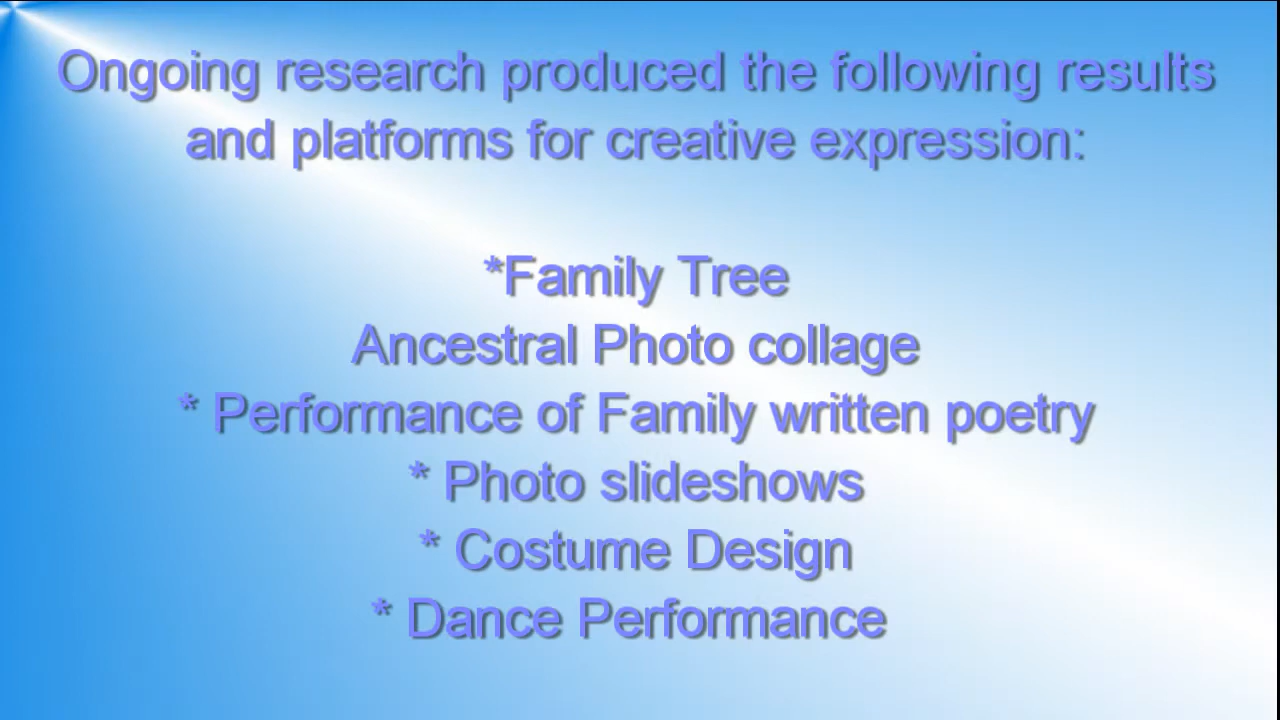 Ongoing research produced the following results
and platforms for creative expression:
*Family Tree
Ancestral Photo collage
* Performance of Family written poetry
* Photo slideshows
* Costume Design
* Dance Performance